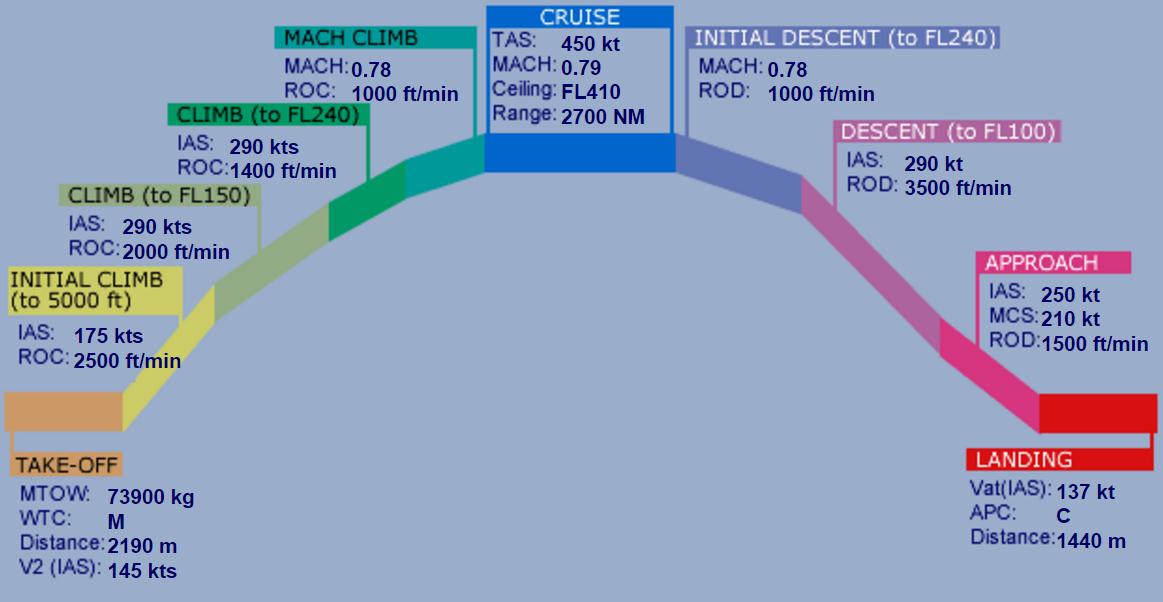 CRUISE
TAS: 450 kt
MACH: 0.79
Ceiling: FL410
Range: 2700 NM
MACH CLIMB
MACH: 0.78
ROC: 1000 ft/min
INITIAL DESCENT (to FL240)
MACH: 0.78
ROD: 1000 ft/min
CLIMB (to FL240)
IAS: 290 kts
ROC: 1400 ft/min
DESCENT (to FL100)
IAS: 290 kt
ROD: 3500 ft/min
CLIMB (to FL150)
IAS: 290 kts
ROC: 2000 ft/min
INITIAL CLIMB
(to 5000 ft)
IAS: 175 kts
ROC: 2500 ft/min
APPROACH
IAS: 250 kt
MCS: 210 kt
ROD: 1500 ft/min
TAKE-OFF
MTOW: 73900 kg
WTC: M
Distance: 2190 m
V2 (IAS): 145 kts
LANDING
Vat(IAS): 137 kt
APC: C
Distance: 1440 m